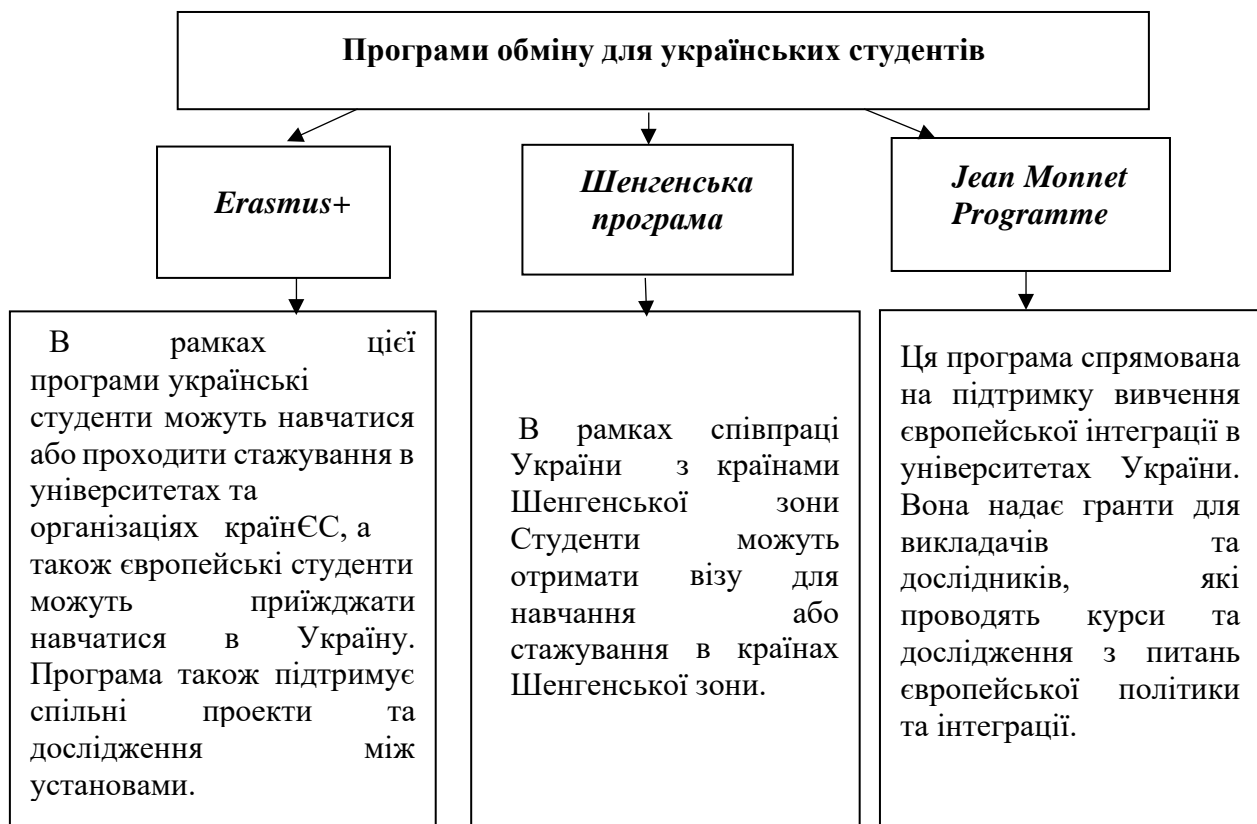 Програми обміну для українських студентів
Erasmus+
Шенгенська
програма
Jean Monnet
Programme
В рамках цієї
програми українські
студенти можуть навчатися
або проходити стажування в
університетах та
організаціях країнЄС, а
також європейські студенти
можуть приїжджати
навчатися в Україну.
Програма також підтримує
спільні проекти та
дослідження між
установами.
В рамках співпраці
України з країнами
Шенгенської зони
Студенти можуть
отримати візу для
навчання або
стажування в країнах
Шенгенської зони.
Ця програма спрямована
на підтримку вивчення
європейської інтеграції в
університетах України.
Вона надає гранти для
викладачів та
дослідників, які
проводять курси та
дослідження з питань
європейської політики
та інтеграції.